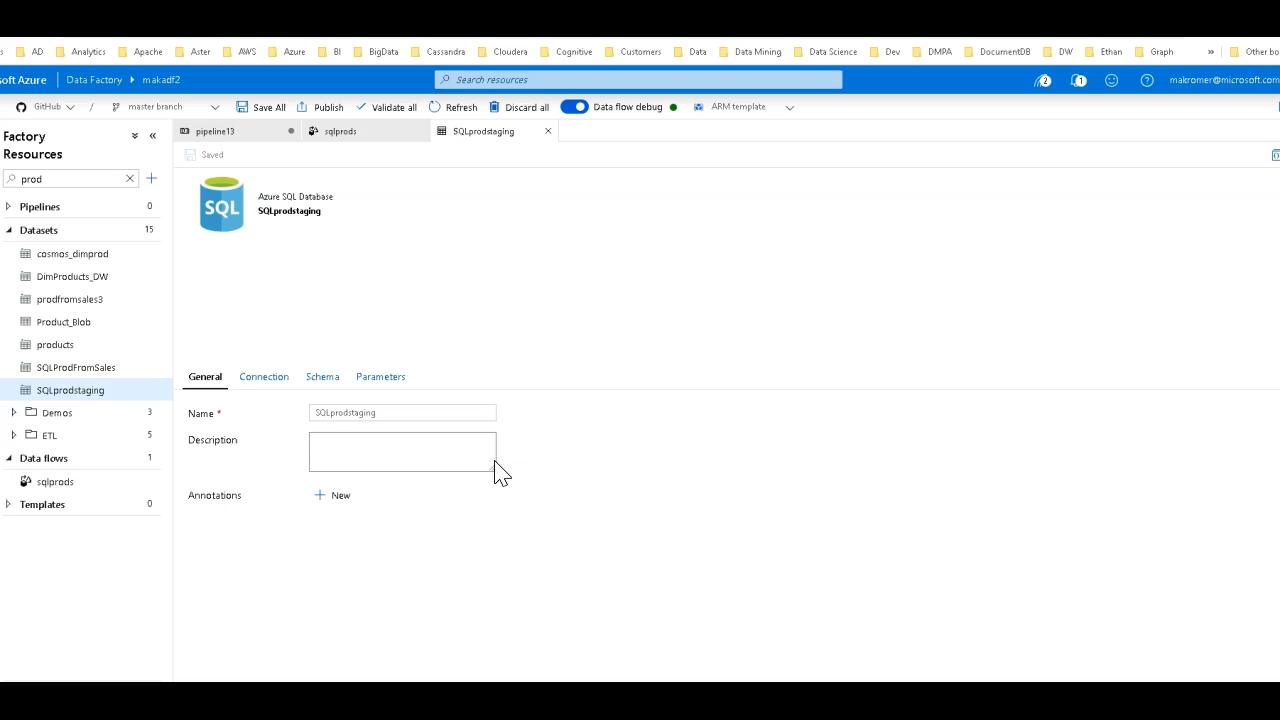 s AD Analytics Apache Aster AWS Azure BI BigData Cassandra Cloudera Cognitive Customers Data Data Mining Data Science Dev DMPA DocumentDB DW Ethan Graph » Other bo
soft Azure Data Factory makadf2 Search resources 2 1 makromer@microsoft.com
GitHub / master branch Save All Publish Validate all Refresh Discard all Data flow debug ARM template
Factory
Resources
pipeline13 sqlprods SQLprodstaging
Saved
prod
Azure SQL Database
SQL
SQLprodstaging
Pipelines 0
Datasets 15
cosmos_dimprod
DimProducts_DW
prodfromsales3
Product_Blob
products
SQLProdFromSales
SQLprodstaging
Demos 3
ETL 5
Data flows 1
sqlprods
Templates 0
General Connection Schema Parameters
Name * SQLprodstaging
Description
Annotations New